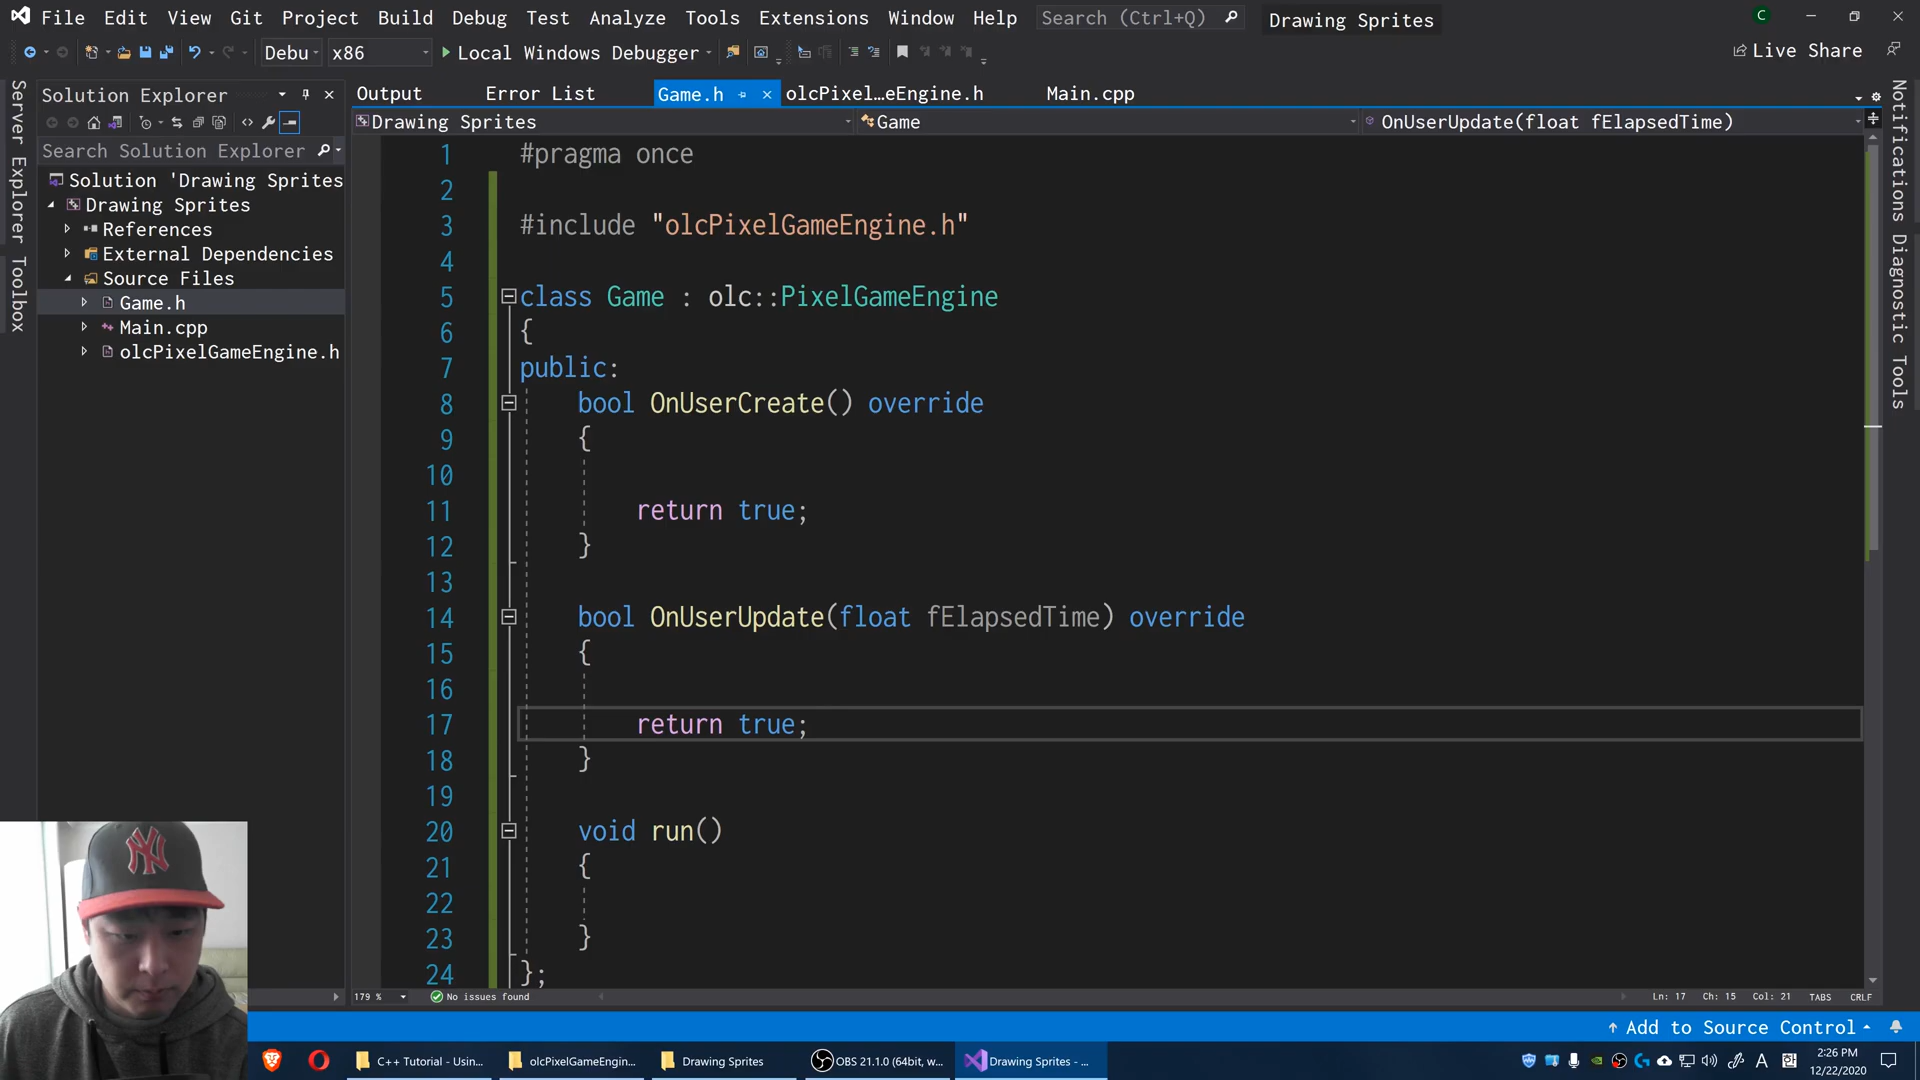 File Edit View Git Project Build Debug Test Analyze Tools Extensions Window Help Search (Ctrl+Q) Drawing Sprites C
Debu x86 Local Windows Debugger Live Share
Server Explorer Toolbox
Solution Explorer
Search Solution Explorer
Solution 'Drawing Sprites
Drawing Sprites
References
External Dependencies
Source Files
Game.h
Main.cpp
olcPixelGameEngine.h
Output Error List Game.h olcPixel...eEngine.h Main.cpp
Drawing Sprites Game OnUserUpdate(float fElapsedTime)
1 #pragma once
2
3 #include "olcPixelGameEngine.h"
4
5 class Game : olc::PixelGameEngine
6 {
7 public:
8 bool OnUserCreate() override
9 {
10
11 return true;
12 }
13
14 bool OnUserUpdate(float fElapsedTime) override
15 {
16
17 return true;
18 }
19
20 void run()
21 {
22
23 }
24 };
179 % No issues found Ln: 17 Ch: 15 Col: 21 TABS CRLF
Notifications Diagnostic Tools
Add to Source Control
C++ Tutorial - Usin... olcPixelGameEngin... Drawing Sprites OBS 21.1.0 (64bit, w... Drawing Sprites - ... A 2:26 PM
12/22/2020